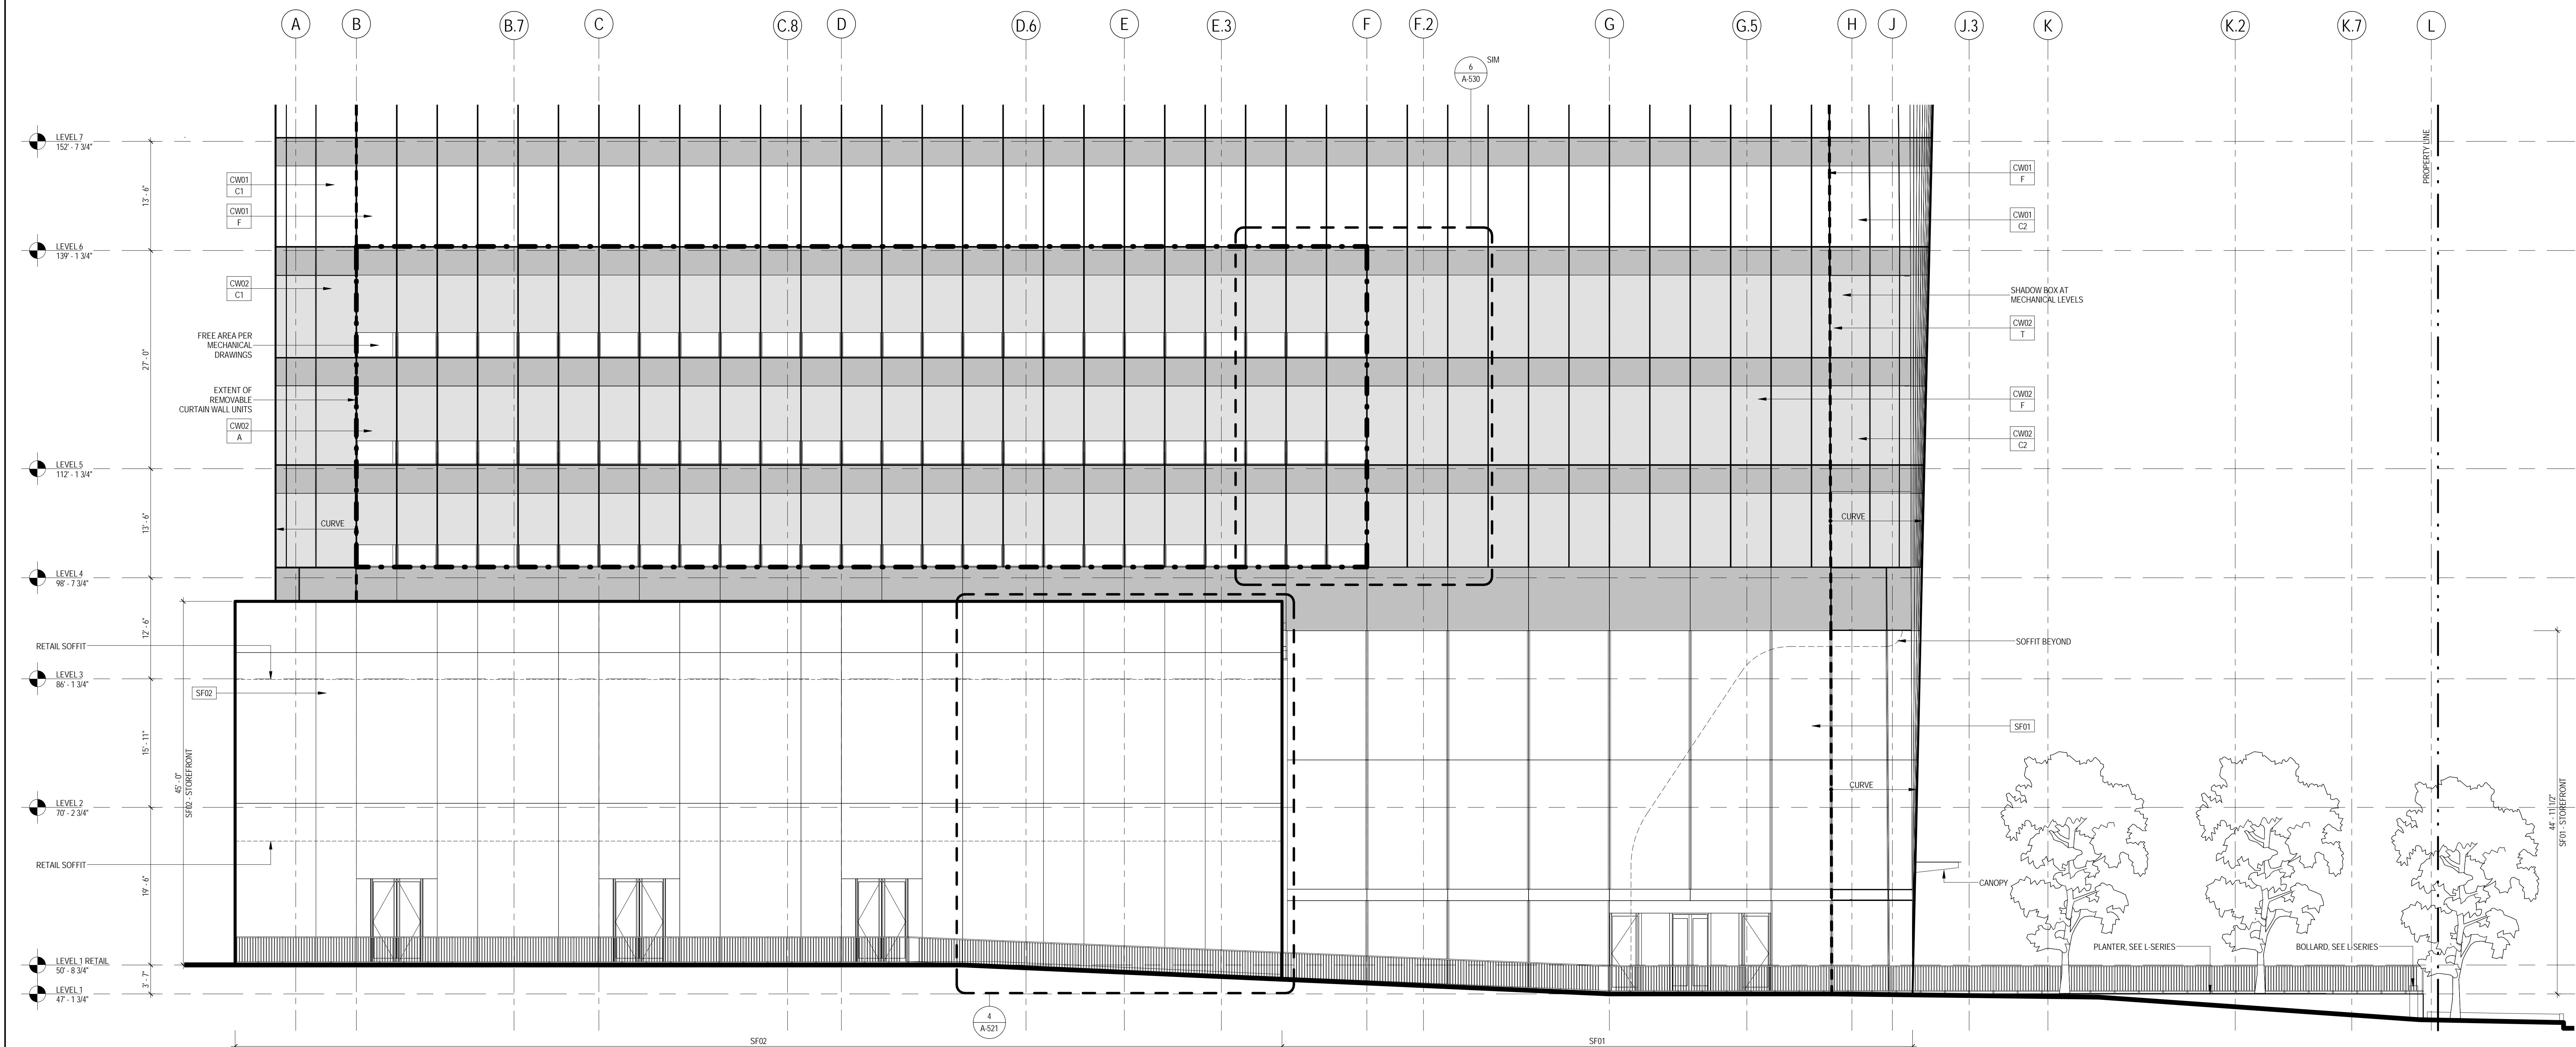 A
B
B.7
C
C.8
D
D.6
E
E.3
F
F.2
G
G.5
H
J
J.3
K
K.2
K.7
L
6
A-530
SIM
PROPERTY LINE
LEVEL 7
152' - 7 3/4"
13' - 6"
CW01
C1
CW01
F
CW01
F
CW01
C2
LEVEL 6
139' - 1 3/4"
CW02
C1
SHADOW BOX AT
MECHANICAL LEVELS
CW02
T
FREE AREA PER
MECHANICAL
DRAWINGS
27' - 0"
EXTENT OF
REMOVABLE
CURTAIN WALL UNITS
CW02
A
CW02
F
CW02
C2
LEVEL 5
112' - 1 3/4"
13' - 6"
CURVE
CURVE
LEVEL 4
98' - 7 3/4"
12' - 6"
RETAIL SOFFIT
SOFFIT BEYOND
LEVEL 3
86' - 1 3/4"
SF02
SF01
15' - 11"
45' - 0"
SF02 - STOREFRONT
CURVE
44' - 11 1/2"
SF01 - STOREFRONT
LEVEL 2
70' - 2 3/4"
RETAIL SOFFIT
19' - 6"
CANOPY
PLANTER, SEE L-SERIES
BOLLARD, SEE L-SERIES
LEVEL 1 RETAIL
50' - 8 3/4"
3' - 7"
LEVEL 1
47' - 1 3/4"
4
A-521
SF02
SF01